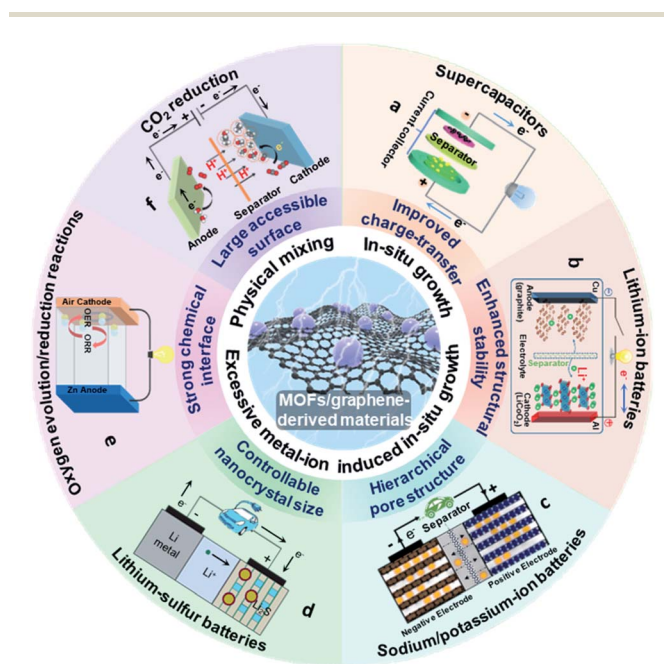 Supercapacitors
a
Current collector
Separator
e-
e-
-
+
Improved
charge-transfer
Lithium-ion batteries
b
Cu
Anode
(graphite)
Electrolyte
Separator
Li+
Cathode
(LiCoO2)
Al
e-
Enhanced structural
stability
Sodium/potassium-ion batteries
c
-
e-
Separator
+
Negative Electrode
Positive Electrode
Hierarchical
pore structure
Lithium-sulfur batteries
d
e-
-
+
e-
Li
metal
Li+
Li2S
Controllable
nanocrystal size
Oxygen evolution/reduction reactions
e
Air Cathode
OER
ORR
Zn Anode
Strong chemical
interface
CO2 reduction
f
e-
+
-
e-
e-
e-
H+
H+
H+
Anode
Separator
Cathode
Large accessible
surface
Physical mixing
In-situ growth
Excessive metal-ion induced in-situ growth
MOFs/graphene-
derived materials